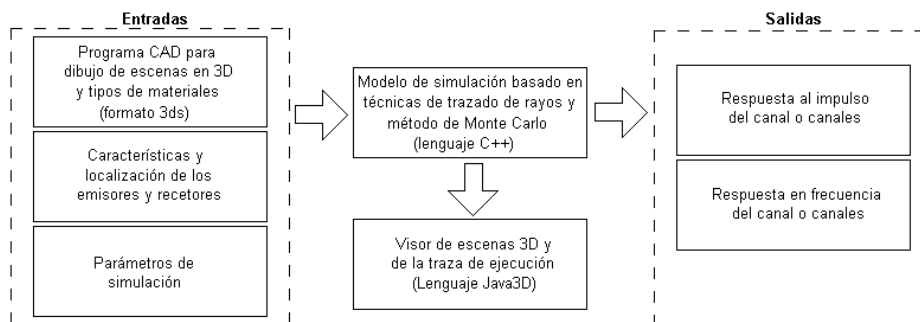 Entradas
Programa CAD para
dibujo de escenas en 3D
y tipos de materiales
(formato 3ds)
Características y
localización de los
emisores y recetores
Parámetros de
simulación
Modelo de simulación basado en
técnicas de trazado de rayos y
método de Monte Carlo
(lenguaje C++)
Visor de escenas 3D y
de la traza de ejecución
(Lenguaje Java3D)
Salidas
Respuesta al impulso
del canal o canales
Respuesta en frecuencia
del canal o canales